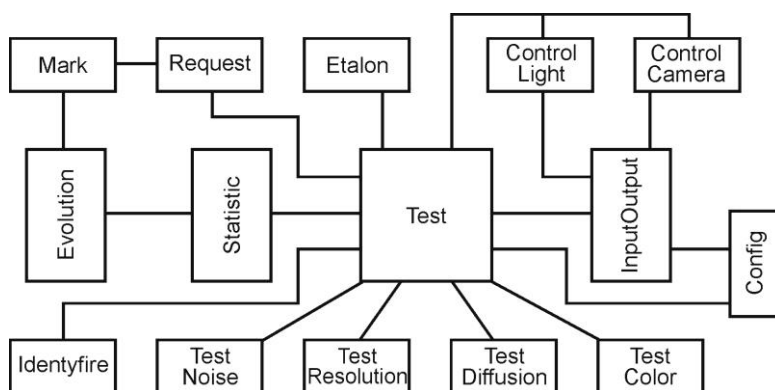 Mark
Request
Etalon
Control
Light
Control
Camera
Evolution
Statistic
Test
InputOutput
Config
Identyfire
Test
Noise
Test
Resolution
Test
Diffusion
Test
Color